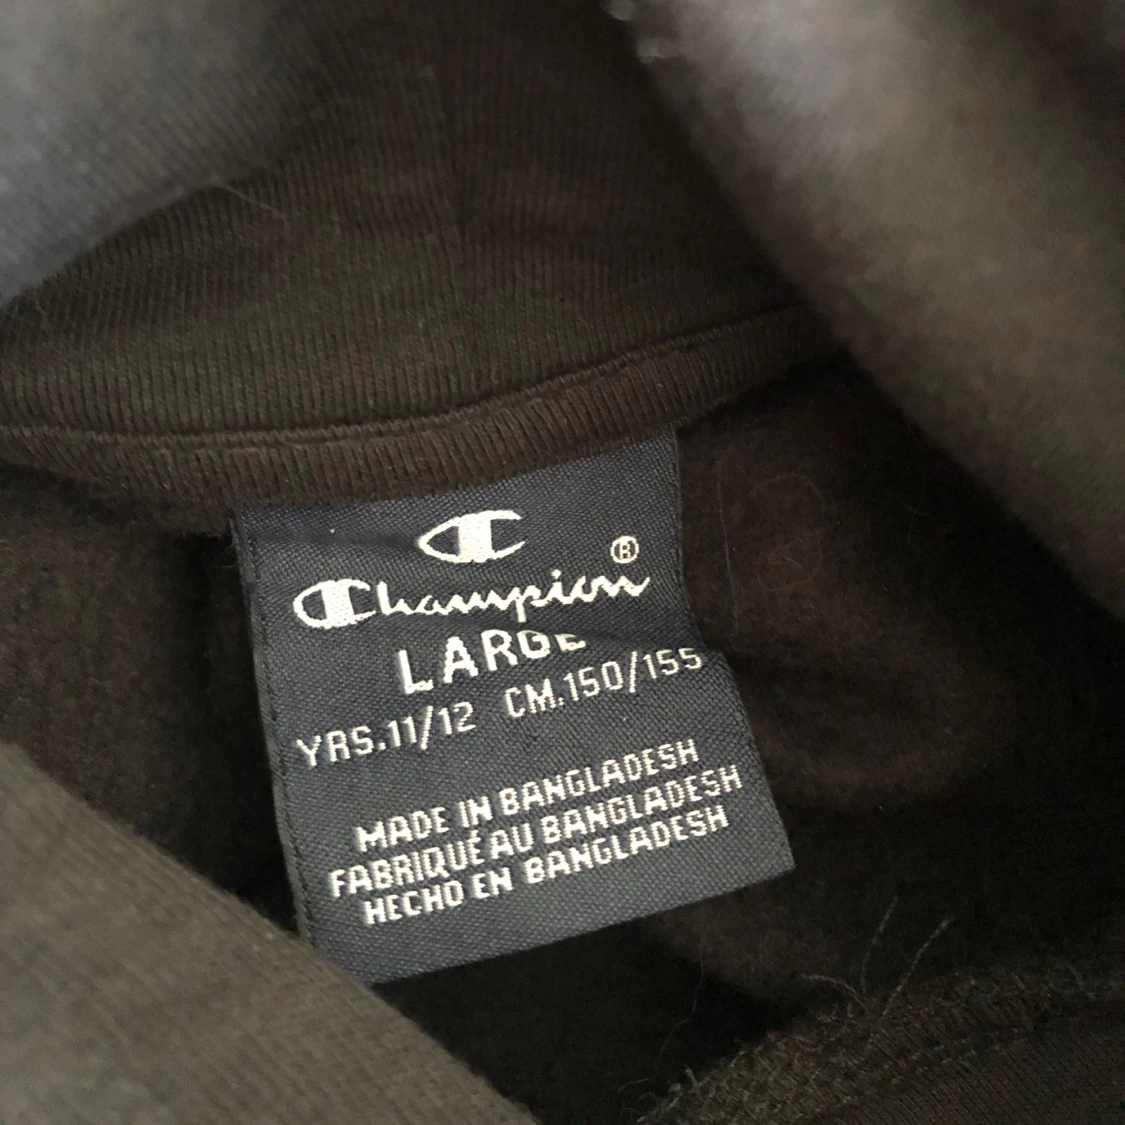 Champion®
LARGE
YRS.11/12 CM.150/155
MADE IN BANGLADESH
FABRIQUÉ AU BANGLADESH
HECHO EN BANGLADESH